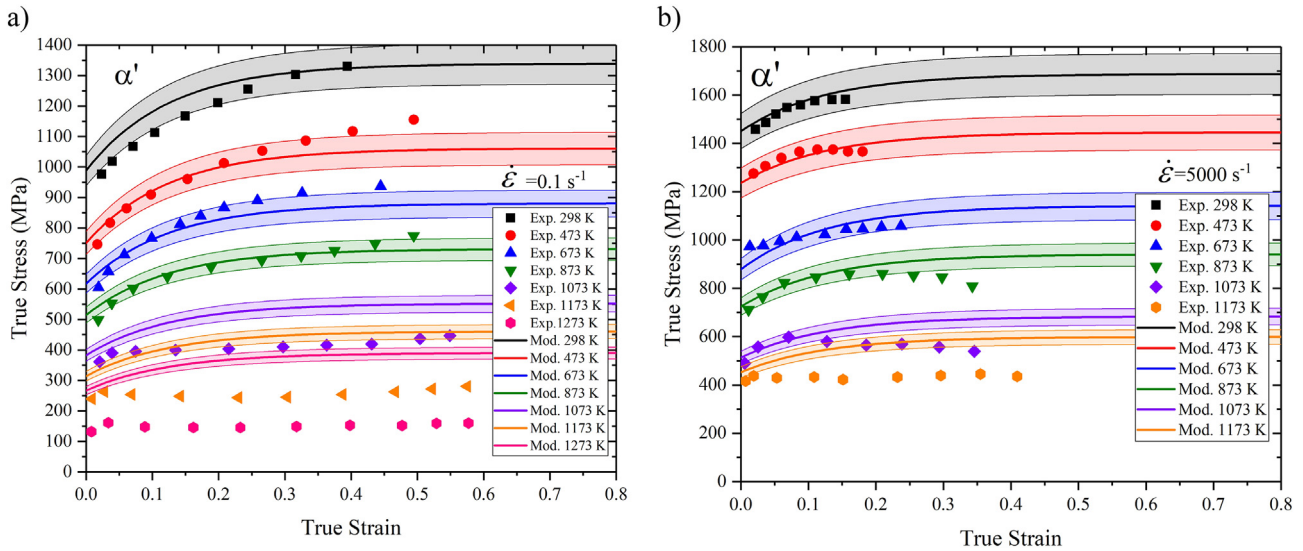 a)
α'
ε̇ =0.1 s⁻¹
1400
1300
1200
1100
1000
900
800
700
600
500
400
300
200
100
0
True Stress (MPa)
0.0 0.1 0.2 0.3 0.4 0.5 0.6 0.7 0.8
True Strain
Exp. 298 K
Exp. 473 K
Exp. 673 K
Exp. 873 K
Exp. 1073 K
Exp. 1173 K
Exp.1273 K
Mod. 298 K
Mod. 473 K
Mod. 673 K
Mod. 873 K
Mod. 1073 K
Mod. 1173 K
Mod. 1273 K
b)
α'
ε̇=5000 s⁻¹
1800
1600
1400
1200
1000
800
600
400
200
0
True Stress (MPa)
0.0 0.1 0.2 0.3 0.4 0.5 0.6 0.7 0.8
True Strain
Exp. 298 K
Exp. 473 K
Exp. 673 K
Exp. 873 K
Exp. 1073 K
Exp. 1173 K
Mod. 298 K
Mod. 473 K
Mod. 673 K
Mod. 873 K
Mod. 1073 K
Mod. 1173 K